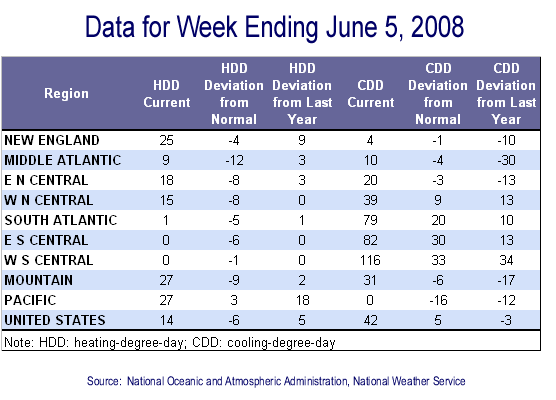 Data for Week Ending June 5, 2008
Region HDD Current HDD Deviation from Normal HDD Deviation from Last Year CDD Current CDD Deviation from Normal CDD Deviation from Last Year
NEW ENGLAND 25 -4 9 4 -1 -10
MIDDLE ATLANTIC 9 -12 3 10 -4 -30
E N CENTRAL 18 -8 3 20 -3 -13
W N CENTRAL 15 -8 0 39 9 13
SOUTH ATLANTIC 1 -5 1 79 20 10
E S CENTRAL 0 -6 0 82 30 13
W S CENTRAL 0 -1 0 116 33 34
MOUNTAIN 27 -9 2 31 -6 -17
PACIFIC 27 3 18 0 -16 -12
UNITED STATES 14 -6 5 42 5 -3
Note: HDD: heating-degree-day; CDD: cooling-degree-day
Source: National Oceanic and Atmospheric Administration, National Weather Service